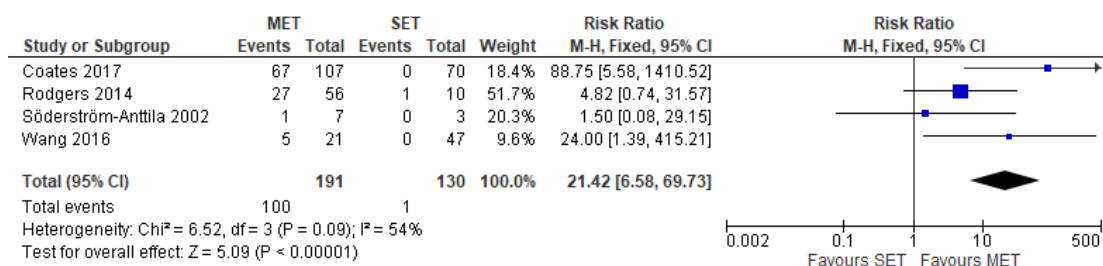 MET SET Risk Ratio Risk Ratio
Study or Subgroup Events Total Events Total Weight M-H, Fixed, 95% CI M-H, Fixed, 95% CI
Coates 2017 67 107 0 70 18.4% 88.75 [5.58, 1410.52]
Rodgers 2014 27 56 1 10 51.7% 4.82 [0.74, 31.57]
Söderström-Anttila 2002 1 7 0 3 20.3% 1.50 [0.08, 29.15]
Wang 2016 5 21 0 47 9.6% 24.00 [1.39, 415.21]
Total (95% CI) 191 130 100.0% 21.42 [6.58, 69.73]
Total events 100 1
Heterogeneity: Chi² = 6.52, df = 3 (P = 0.09); I² = 54%
Test for overall effect: Z = 5.09 (P < 0.00001)
0.002 0.1 1 10 500
Favours SET Favours MET